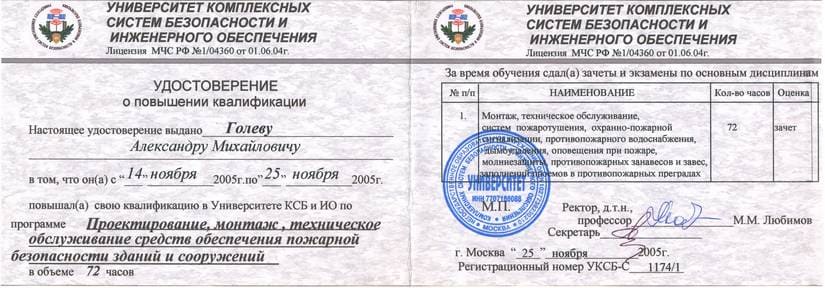 УНИВЕРСИТЕТ КОМПЛЕКСНЫХ
СИСТЕМ БЕЗОПАСНОСТИ И
ИНЖЕНЕРНОГО ОБЕСПЕЧЕНИЯ
Лицензия МЧС РФ №1/04360 от 01.06.04г.
УДОСТОВЕРЕНИЕ
о повышении квалификации
Настоящее удостоверение выдано Голеву
Александру Михайловичу
в том, что он(а) с “14” ноября 2005г.по”25” ноября 2005г.
повышал(а) свою квалификацию в Университете КСБ и ИО по
программе Проектирование, монтаж , техническое
обслуживание средств обеспечения пожарной
безопасности зданий и сооружений
в объеме 72 часов
УНИВЕРСИТЕТ КОМПЛЕКСНЫХ
СИСТЕМ БЕЗОПАСНОСТИ И
ИНЖЕНЕРНОГО ОБЕСПЕЧЕНИЯ
Лицензия МЧС РФ №1/04360 от 01.06.04г.
За время обучения сдал(а) зачеты и экзамены по основным дисциплинам
№ п/п НАИМЕНОВАНИЕ Кол-во часов Оценка
1. Монтаж, техническое обслуживание,
систем пожаротушения, охранно-пожарной 72 зачет
сигнализации, противопожарного водоснабжения,
дымоудаления, оповещения при пожаре,
молниезащиты, противопожарных занавесов и завес,
заполнений проемов в противопожарных преградах
УНИВЕРСИТЕТ
ИНН 7707188088
МОСКВА
М.П.
Ректор, д.т.н.,
профессор М.М. Любимов
Секретарь
г. Москва “ 25 ” ноября 2005г.
Регистрационный номер УКСБ-С 1174/1